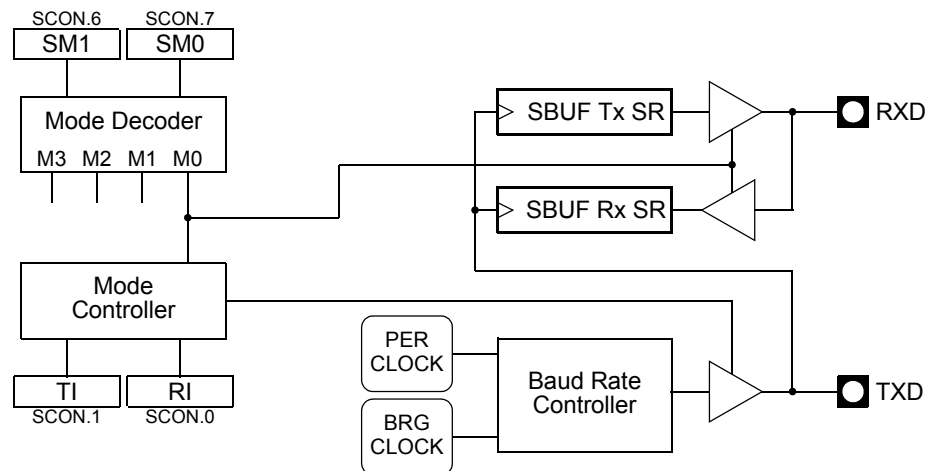 SCON.6 SCON.7
SM1 SM0
Mode Decoder
M3 M2 M1 M0
SBUF Tx SR
RXD
SBUF Rx SR
Mode
Controller
TI RI
SCON.1 SCON.0
PER
CLOCK
BRG
CLOCK
Baud Rate
Controller
TXD